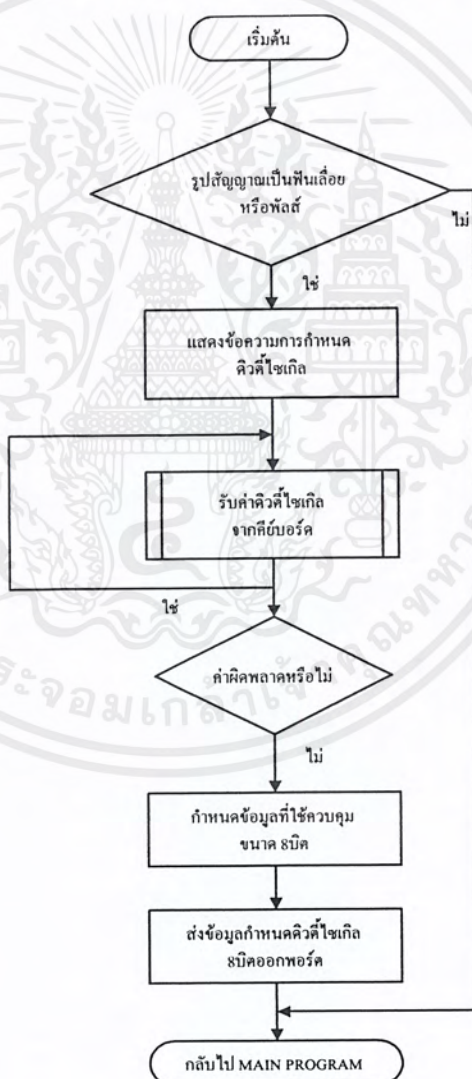 เริ่มต้น
รูปสัญญาณเป็นฟันเลื่อย
หรือพัลส์
ไม่
ใช่
แสดงข้อความการกำหนด
ดิวตี้ไซเกิล
รับค่าดิวตี้ไซเกิล
จากคีย์บอร์ด
ใช่
ค่าผิดพลาดหรือไม่
ไม่
กำหนดข้อมูลที่ใช้ควบคุม
ขนาด 8บิต
ส่งข้อมูลกำหนดดิวตี้ไซเกิล
8บิตออกพอร์ต
กลับไป MAIN PROGRAM